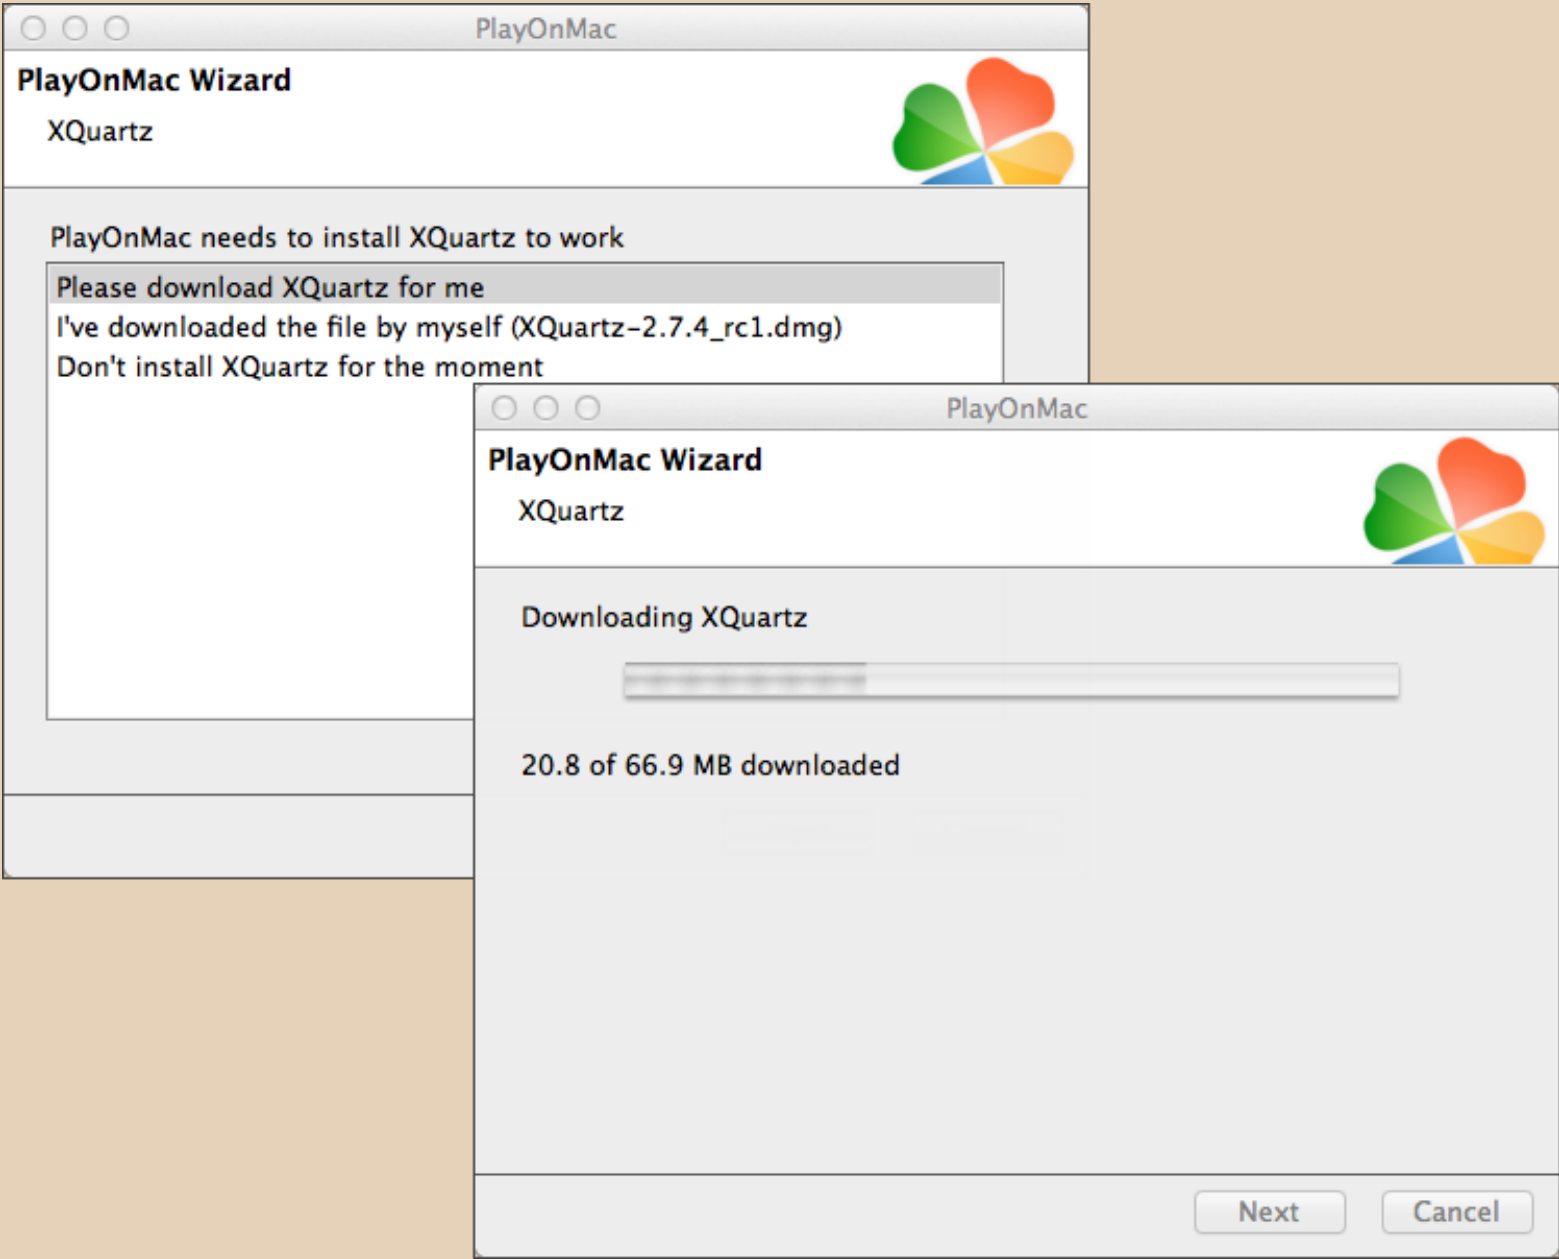 PlayOnMac
PlayOnMac Wizard
XQuartz
PlayOnMac needs to install XQuartz to work
Please download XQuartz for me
I've downloaded the file by myself (XQuartz-2.7.4_rc1.dmg)
Don't install XQuartz for the moment
PlayOnMac
PlayOnMac Wizard
XQuartz
Downloading XQuartz
20.8 of 66.9 MB downloaded
Next Cancel